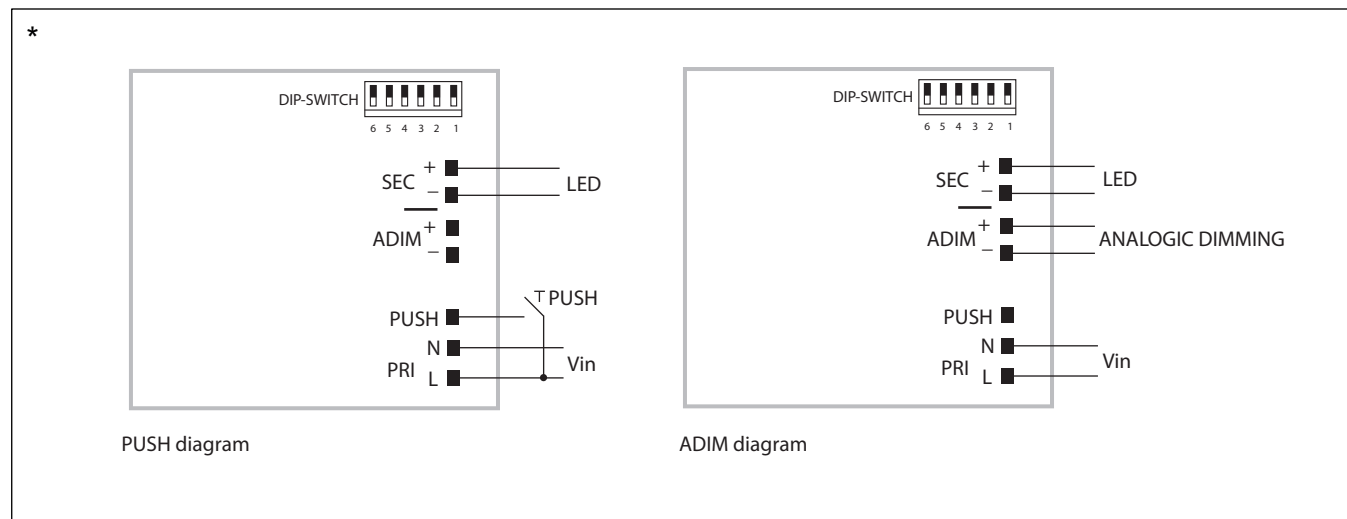 *
DIP-SWITCH
6 5 4 3 2 1
SEC + −
LED
ADIM + −
PUSH
PUSH
N
PRI L
Vin
PUSH diagram
DIP-SWITCH
6 5 4 3 2 1
SEC + −
LED
ADIM + −
ANALOGIC DIMMING
PUSH
N
PRI L
Vin
ADIM diagram